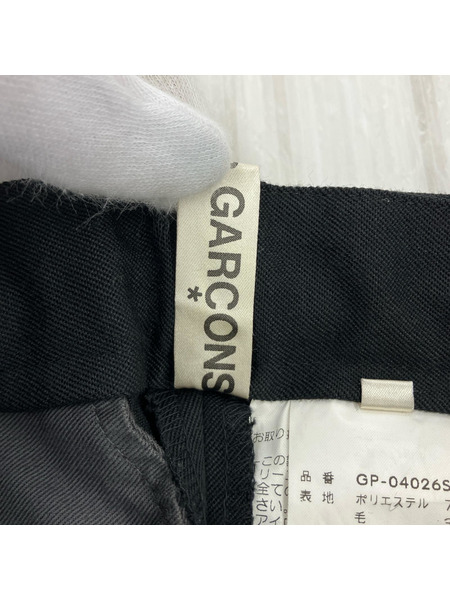 GARCONS
*
お取り
この
リー
全て
さい
アイ
品番 GP-04026S
表地 ポリエステル
毛